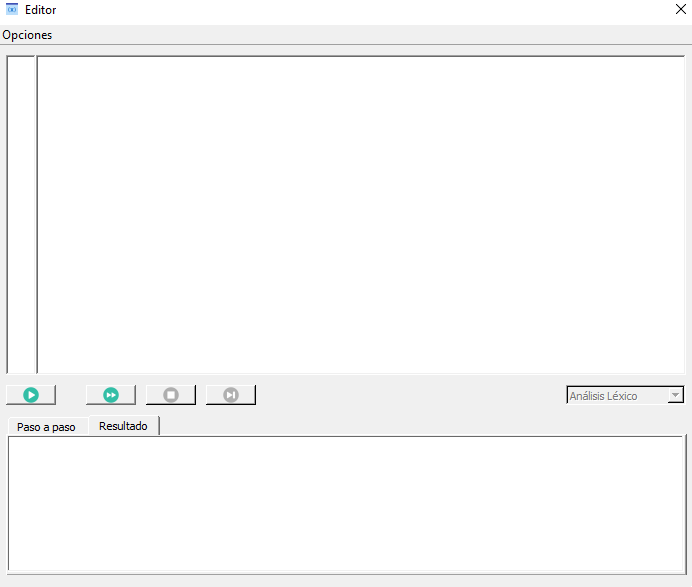 Editor
Opciones
Análisis Léxico
Paso a paso
Resultado